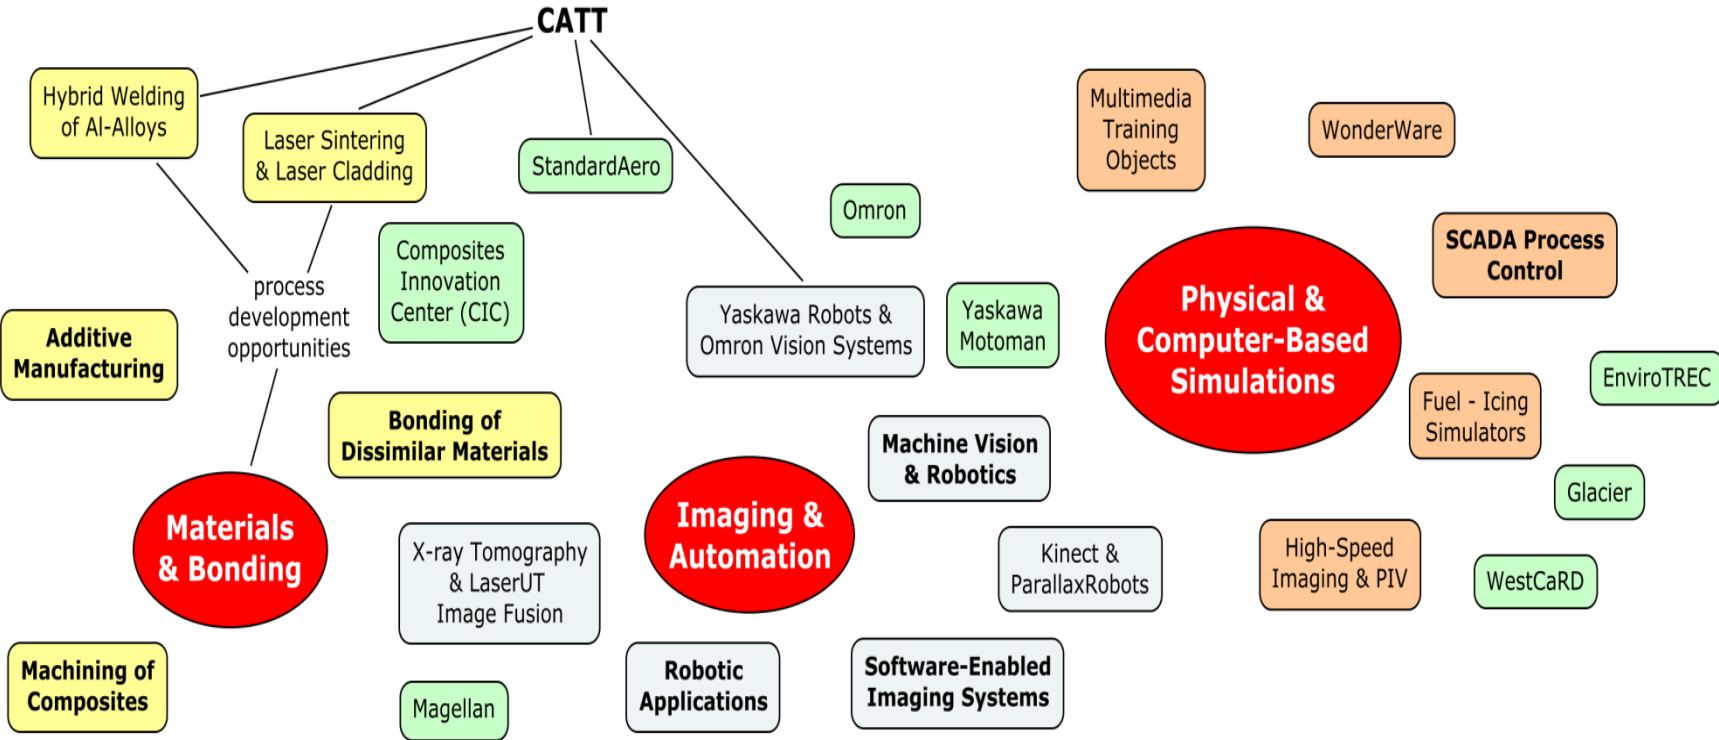 CATT
Hybrid Welding
of Al-Alloys
Laser Sintering
& Laser Cladding
StandardAero
Omron
Multimedia
Training
Objects
WonderWare
Composites
Innovation
Center (CIC)
SCADA Process
Control
process
development
opportunities
Yaskawa Robots &
Omron Vision Systems
Yaskawa
Motoman
Physical &
Computer-Based
Simulations
Additive
Manufacturing
EnviroTREC
Fuel - Icing
Simulators
Bonding of
Dissimilar Materials
Machine Vision
& Robotics
Glacier
Materials
& Bonding
Imaging &
Automation
X-ray Tomography
& LaserUT
Image Fusion
Kinect &
ParallaxRobots
High-Speed
Imaging & PIV
WestCaRD
Machining of
Composites
Magellan
Robotic
Applications
Software-Enabled
Imaging Systems